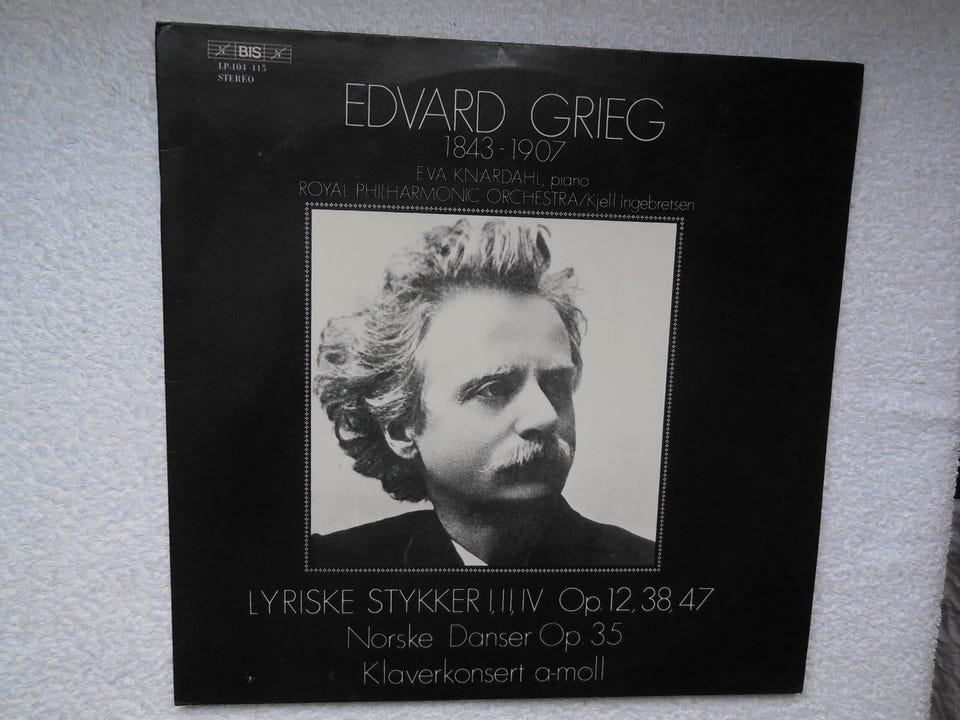 BIS
LP-104-115
STEREO
EDVARD GRIEG
1843-1907
EVA KNARDAHL, piano
ROYAL PHILHARMONIC ORCHESTRA/Kjell Ingebretsen
LYRISKE STYKKER I, II, IV Op. 12, 38, 47
Norske Danser Op. 35
Klaverkonsert a-moll